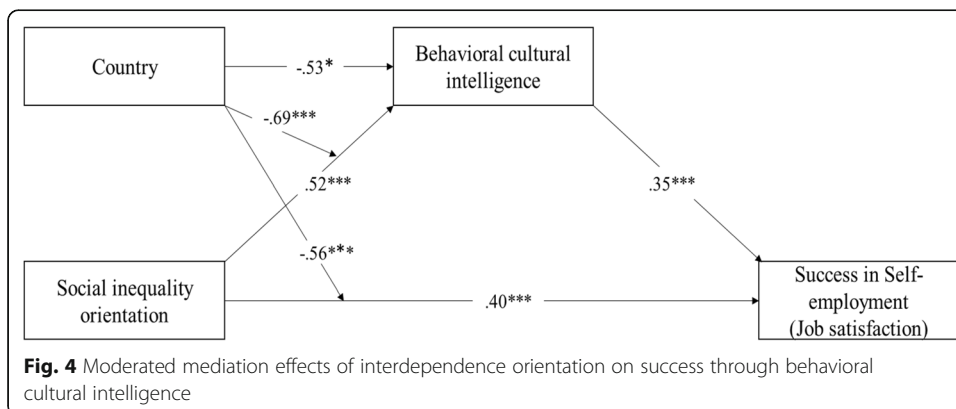 Country
Behavioral cultural
intelligence
-.53*
-.69***
.52***
.35***
-.56***
Social inequality
orientation
.40***
Success in Self-
employment
(Job satisfaction)
Fig. 4 Moderated mediation effects of interdependence orientation on success through behavioral
cultural intelligence